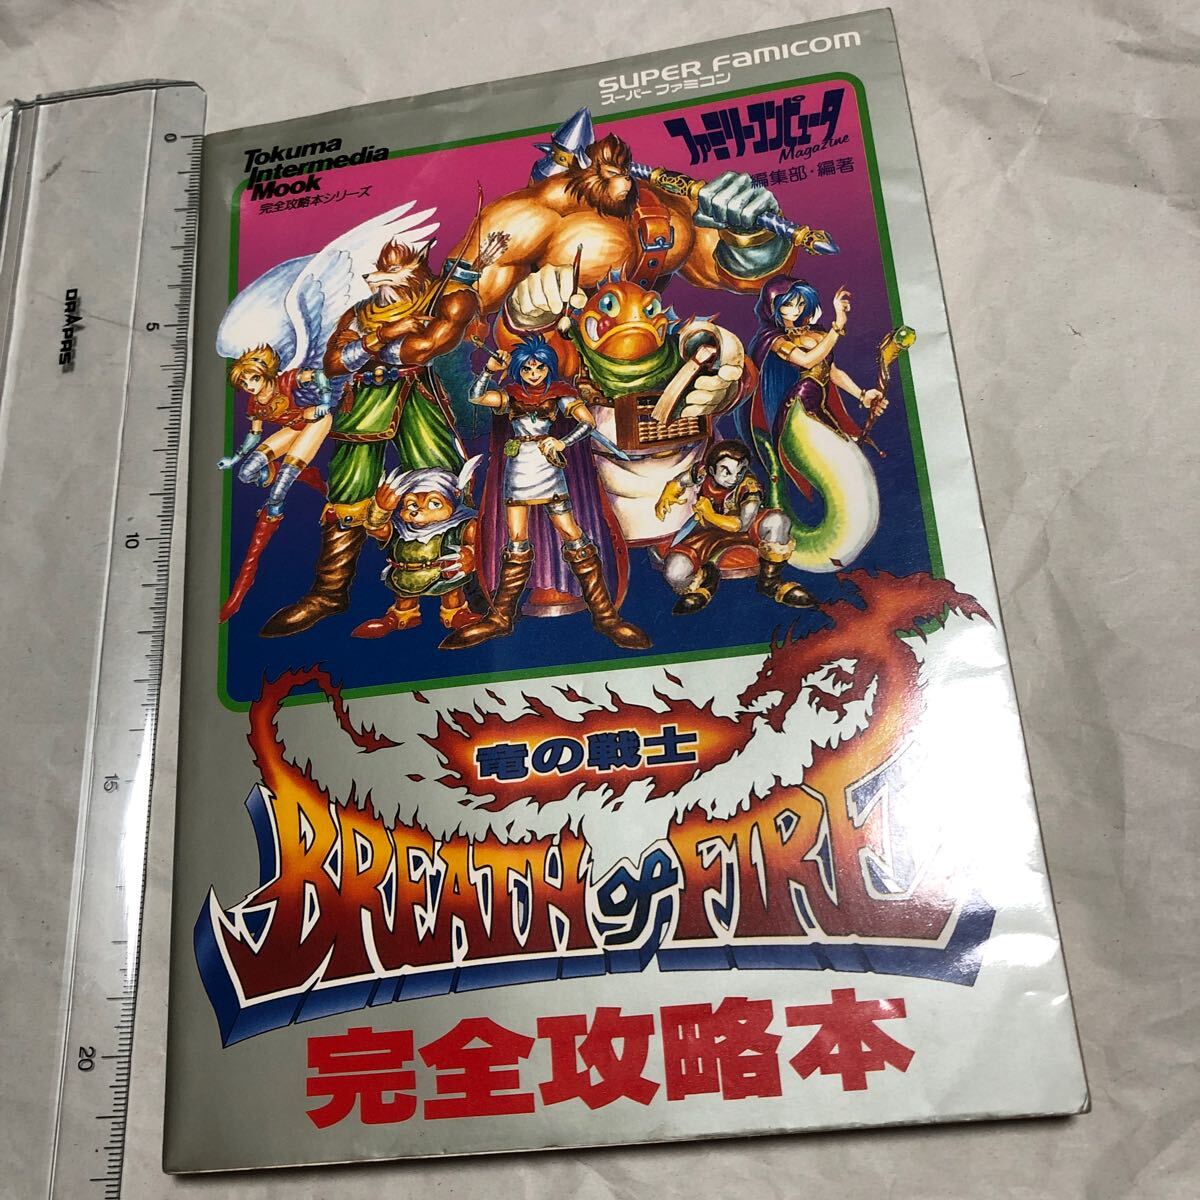 SUPER FAMICOM
スーパーファミコン
Tokuma
Intermedia
Mook
完全攻略本シリーズ
ファミリーコンピュータ
Magazine
編集部・編著
竜の戦士
BREATH OF FIRE
完全攻略本
0
5
10
15
20
DRAPAS